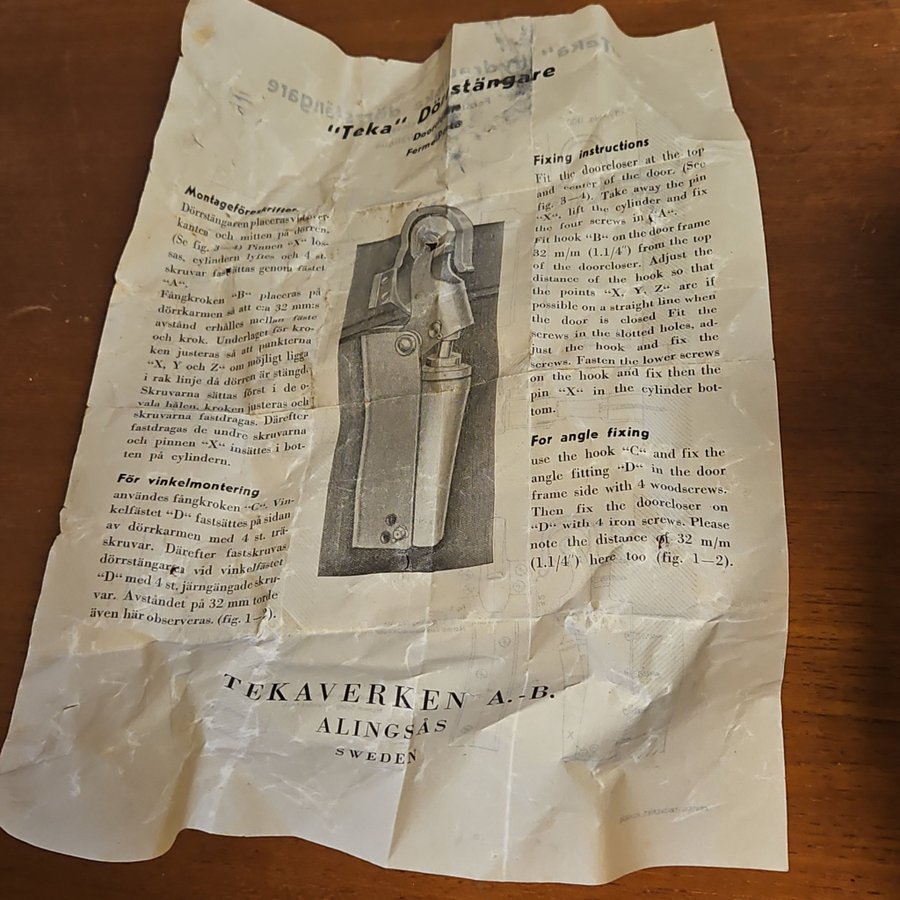 "Teka" Dörrstängare
Montageföreskrifter.
Dörrstängaren placeras vid över-
kanten och mitten på dörren.
(Se fig. 3—4) Pinnen "X" los-
sas, cylindern lyftes och 4 st.
skruvar fastsättas genom fästet
"A".
Fångkroken "B" placeras på
dörrkarmen så att c:a 32 mm:s
avstånd erhålles mellan fäste
och krok. Underlaget för kro-
ken justeras så att punkterna
"X, Y och Z" om möjligt ligga
i rak linje då dörren är stängd.
Skruvarna sättas först i de o-
vala hålen, kroken justeras och
skruvarna fastdragas. Därefter
fastdragas de undre skruvarna
och pinnen "X" insättes i bot-
ten på cylindern.
För vinkelmontering
användes fångkroken "C". Vin-
kelfästet "D" fastsättes på sidan
av dörrkarmen med 4 st. trä-
skruvar. Därefter fastskruvas
dörrstängaren vid vinkelfästet
"D" med 4 st. järngängade skru-
var. Avståndet på 32 mm torde
även här observeras. (fig. 1—2).
Fixing instructions
Fit the doorcloser at the top
and center of the door. (See
fig. 3—4). Take away the pin
"X", lift the cylinder and fix
the four screws in "A".
Fit hook "B" on the door frame
32 m/m (1.1/4") from the top
of the doorcloser. Adjust the
distance of the hook so that
the points "X, Y, Z" are if
possible on a straight line when
the door is closed Fit the
screws in the slotted holes, ad-
just the hook and fix the
screws. Fasten the lower screws
on the hook and fix then the
pin "X" in the cylinder bot-
tom.
For angle fixing
use the hook "C" and fix the
angle fitting "D" in the door
frame side with 4 woodscrews.
Then fix the doorcloser on
"D" with 4 iron screws. Please
note the distance of 32 m/m
(1.1/4") here too (fig. 1—2).
TEKAVERKEN A.-B.
ALINGSÅS
SWEDEN